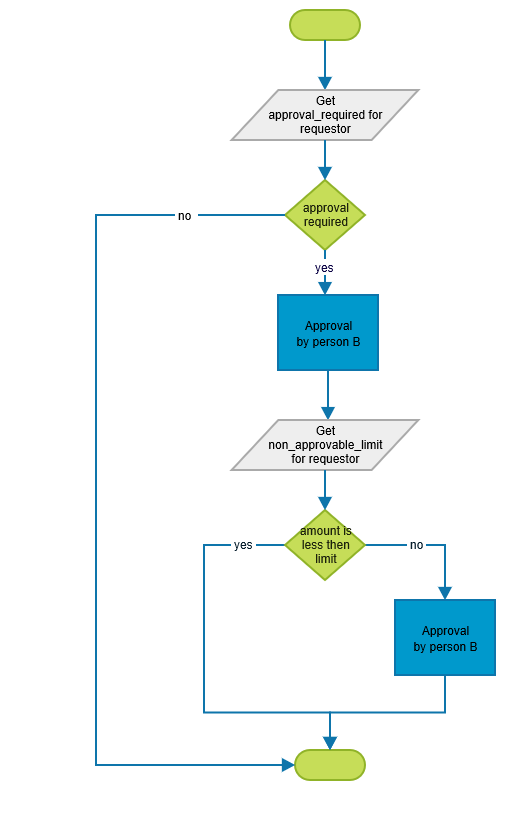 Get
approval_required for
requestor
approval
required
no
yes
Approval
by person B
Get
non_approvable_limit
for requestor
amount is
less then
limit
yes
no
Approval
by person B